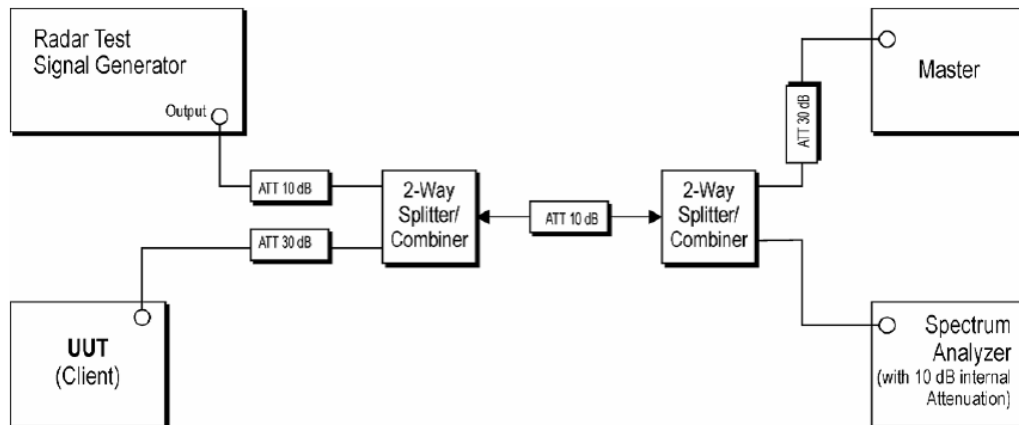 Radar Test
Signal Generator
Output
ATT 10 dB
ATT 30 dB
UUT
(Client)
2-Way
Splitter/
Combiner
ATT 10 dB
2-Way
Splitter/
Combiner
ATT 30 dB
Master
Spectrum
Analyzer
(with 10 dB internal
Attenuation)